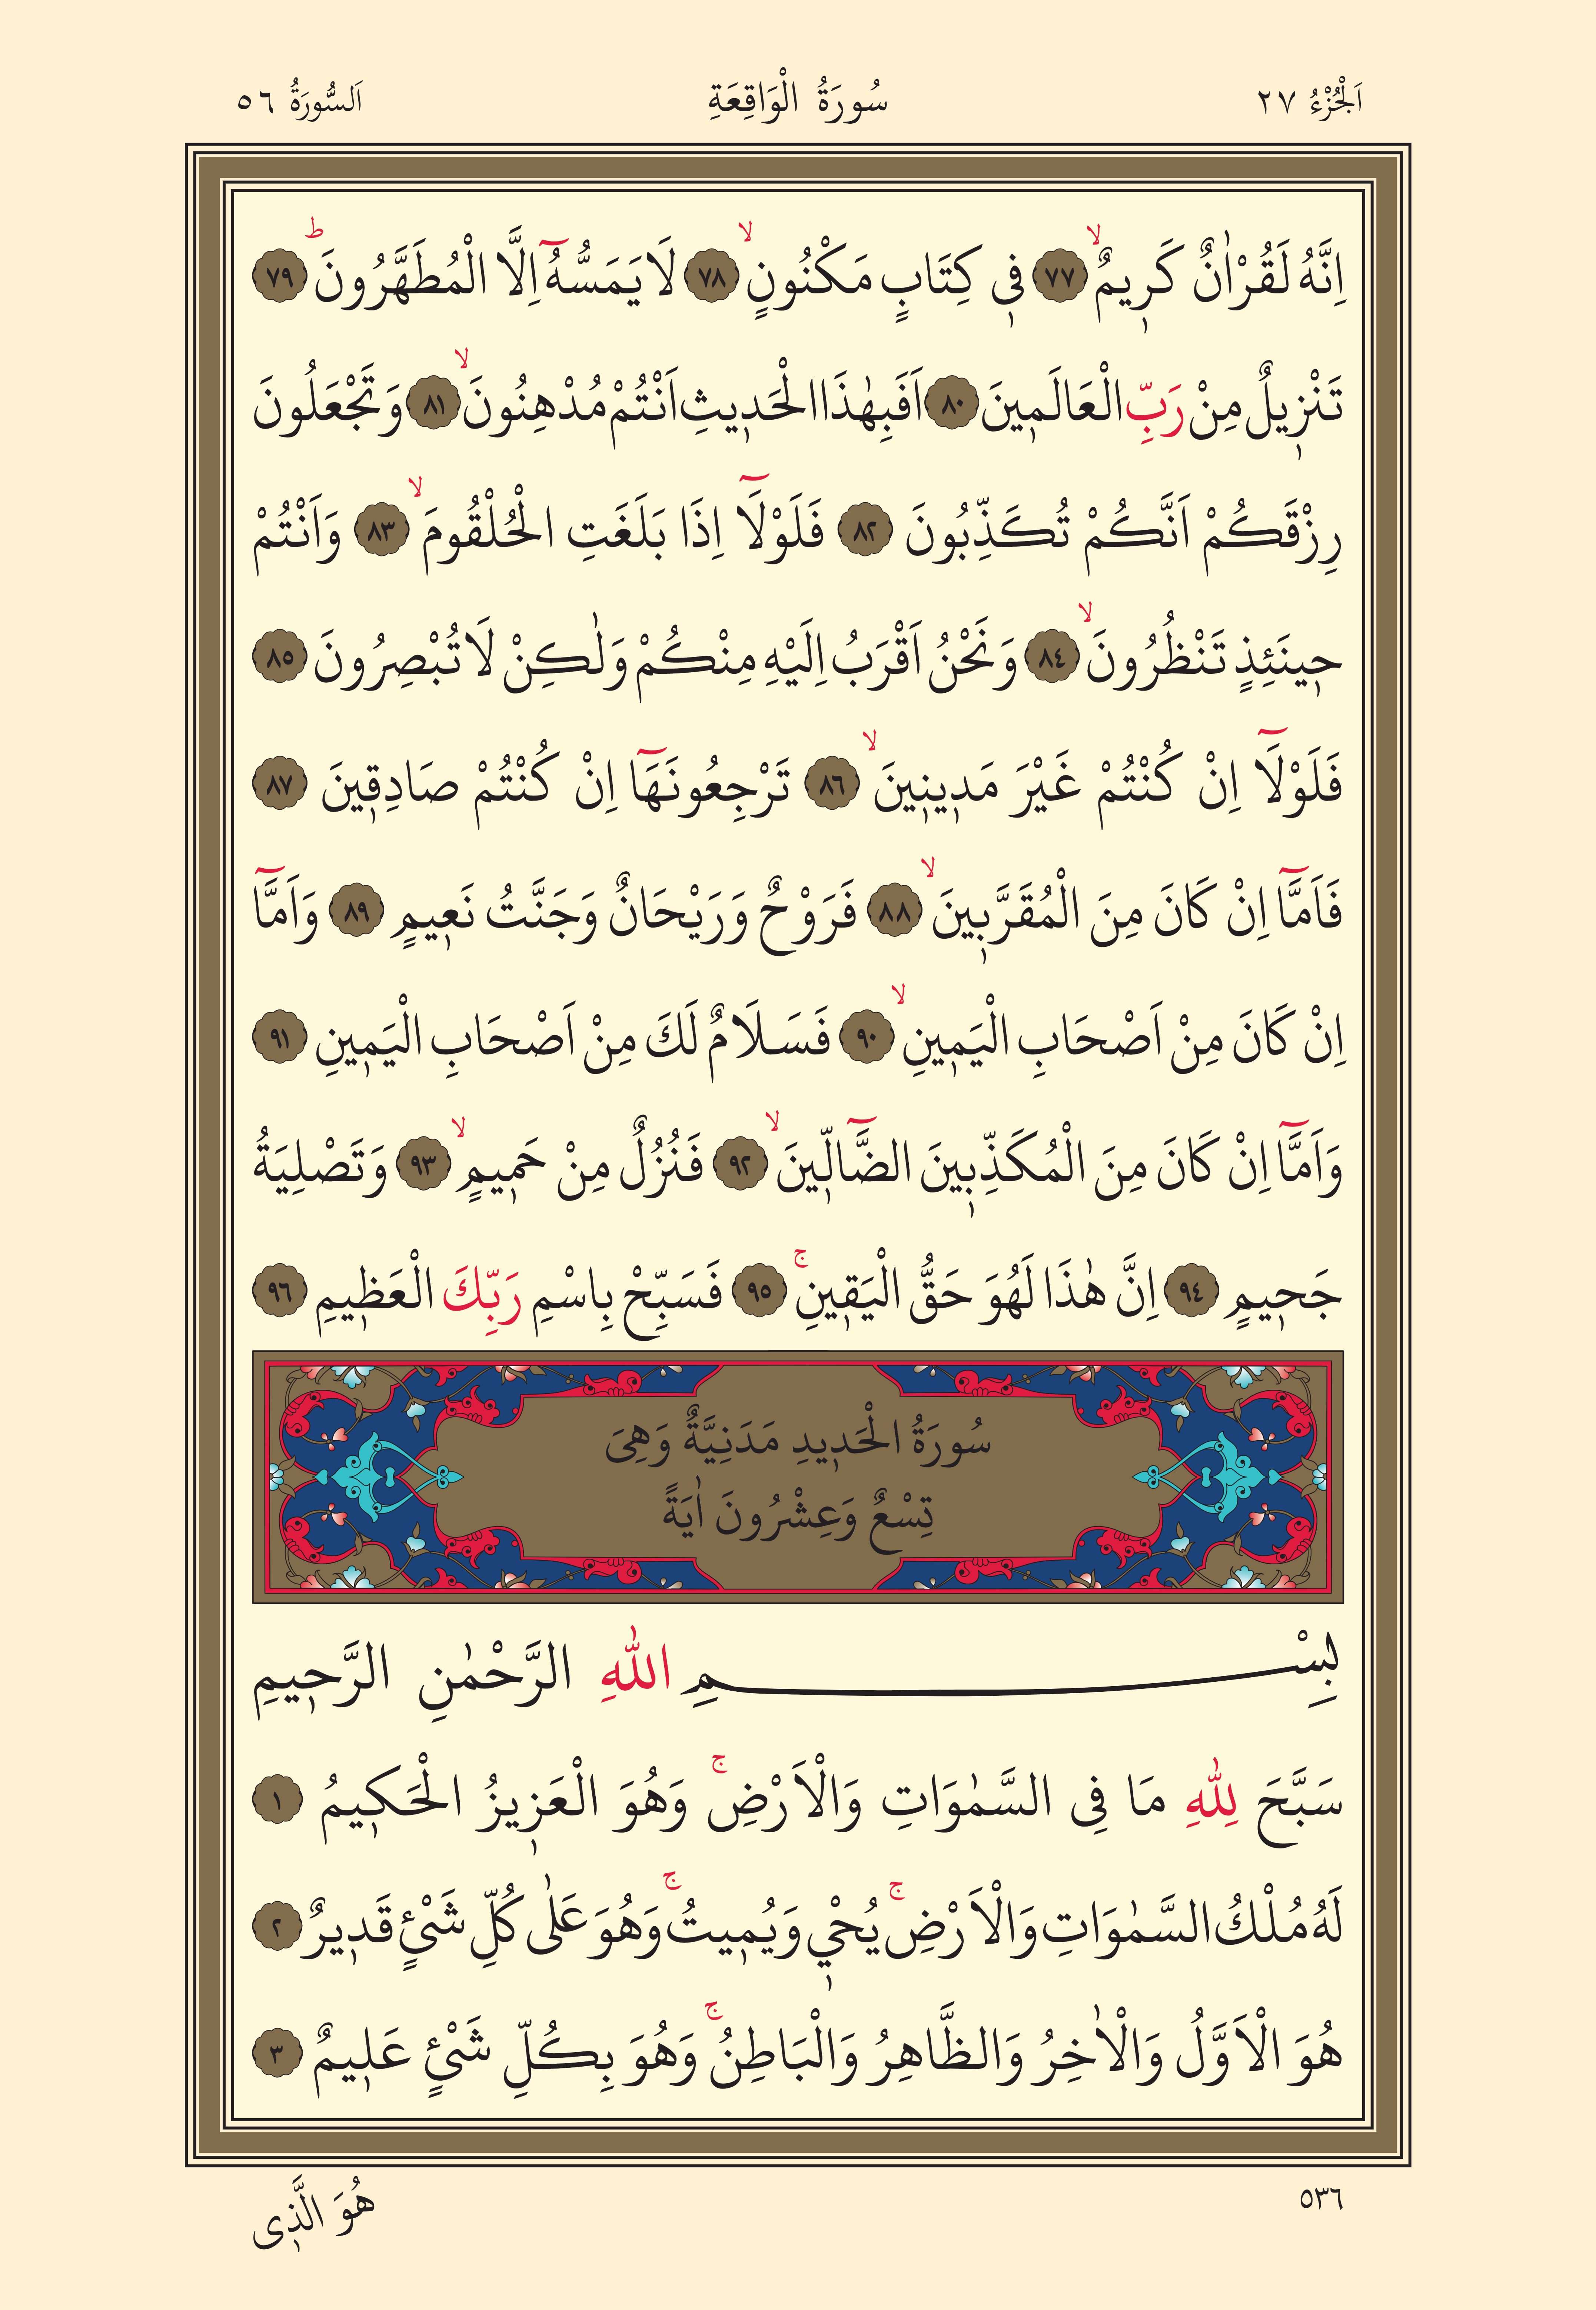 اَلْجُزْءُ ٢٧
سُورَةُ الْوَاقِعَةِ
اَلسُّورَةُ ٥٦
اِنَّهُ لَقُرْاٰنٌ كَر۪يمٌۙ ﴿٧٧﴾ ف۪ي كِتَابٍ مَكْنُونٍۙ ﴿٧٨﴾ لَا يَمَسُّهُٓ اِلَّا الْمُطَهَّرُونَۜ ﴿٧٩﴾
تَنْز۪يلٌ مِنْ رَبِّ الْعَالَم۪ينَ ﴿٨٠﴾ اَفَبِهٰذَا الْحَد۪يثِ اَنْتُمْ مُدْهِنُونَۙ ﴿٨١﴾ وَتَجْعَلُونَ
رِزْقَكُمْ اَنَّكُمْ تُكَذِّبُونَ ﴿٨٢﴾ فَلَوْلَٓا اِذَا بَلَغَتِ الْحُلْقُومَۙ ﴿٨٣﴾ وَاَنْتُمْ
ح۪ينَئِذٍ تَنْظُرُونَۙ ﴿٨٤﴾ وَنَحْنُ اَقْرَبُ اِلَيْهِ مِنْكُمْ وَلٰكِنْ لَا تُبْصِرُونَ ﴿٨٥﴾
فَلَوْلَٓا اِنْ كُنْتُمْ غَيْرَ مَد۪ين۪ينَۙ ﴿٨٦﴾ تَرْجِعُونَهَٓا اِنْ كُنْتُمْ صَادِق۪ينَ ﴿٨٧﴾
فَاَمَّٓا اِنْ كَانَ مِنَ الْمُقَرَّب۪ينَۙ ﴿٨٨﴾ فَرَوْحٌ وَرَيْحَانٌ وَجَنَّتُ نَع۪يمٍ ﴿٨٩﴾ وَاَمَّٓا
اِنْ كَانَ مِنْ اَصْحَابِ الْيَم۪ينِۙ ﴿٩٠﴾ فَسَلَامٌ لَكَ مِنْ اَصْحَابِ الْيَم۪ينِ ﴿٩١﴾
وَاَمَّٓا اِنْ كَانَ مِنَ الْمُكَذِّب۪ينَ الضَّٓالّ۪ينَۙ ﴿٩٢﴾ فَنُزُلٌ مِنْ حَم۪يمٍۙ ﴿٩٣﴾ وَتَصْلِيَةُ
جَح۪يمٍ ﴿٩٤﴾ اِنَّ هٰذَا لَهُوَ حَقُّ الْيَق۪ينِۚ ﴿٩٥﴾ فَسَبِّحْ بِاسْمِ رَبِّكَ الْعَظ۪يمِ ﴿٩٦﴾
سُورَةُ الْحَد۪يدِ مَدَنِيَّةٌ وَهِيَ
تِسْعٌ وَعِشْرُونَ اٰيَةً
بِسْمِ اللّٰهِ الرَّحْمٰنِ الرَّح۪يمِ
سَبَّحَ لِلّٰهِ مَا فِي السَّمٰوَاتِ وَالْاَرْضِۚ وَهُوَ الْعَز۪يزُ الْحَك۪يمُ ﴿١﴾
لَهُ مُلْكُ السَّمٰوَاتِ وَالْاَرْضِۚ يُحْي۪ي وَيُم۪يتُۚ وَهُوَ عَلٰى كُلِّ شَيْءٍ قَد۪يرٌ ﴿٢﴾
هُوَ الْاَوَّلُ وَالْاٰخِرُ وَالظَّاهِرُ وَالْبَاطِنُۚ وَهُوَ بِكُلِّ شَيْءٍ عَل۪يمٌ ﴿٣﴾
٥٣٦
هُوَ الَّذ۪ى